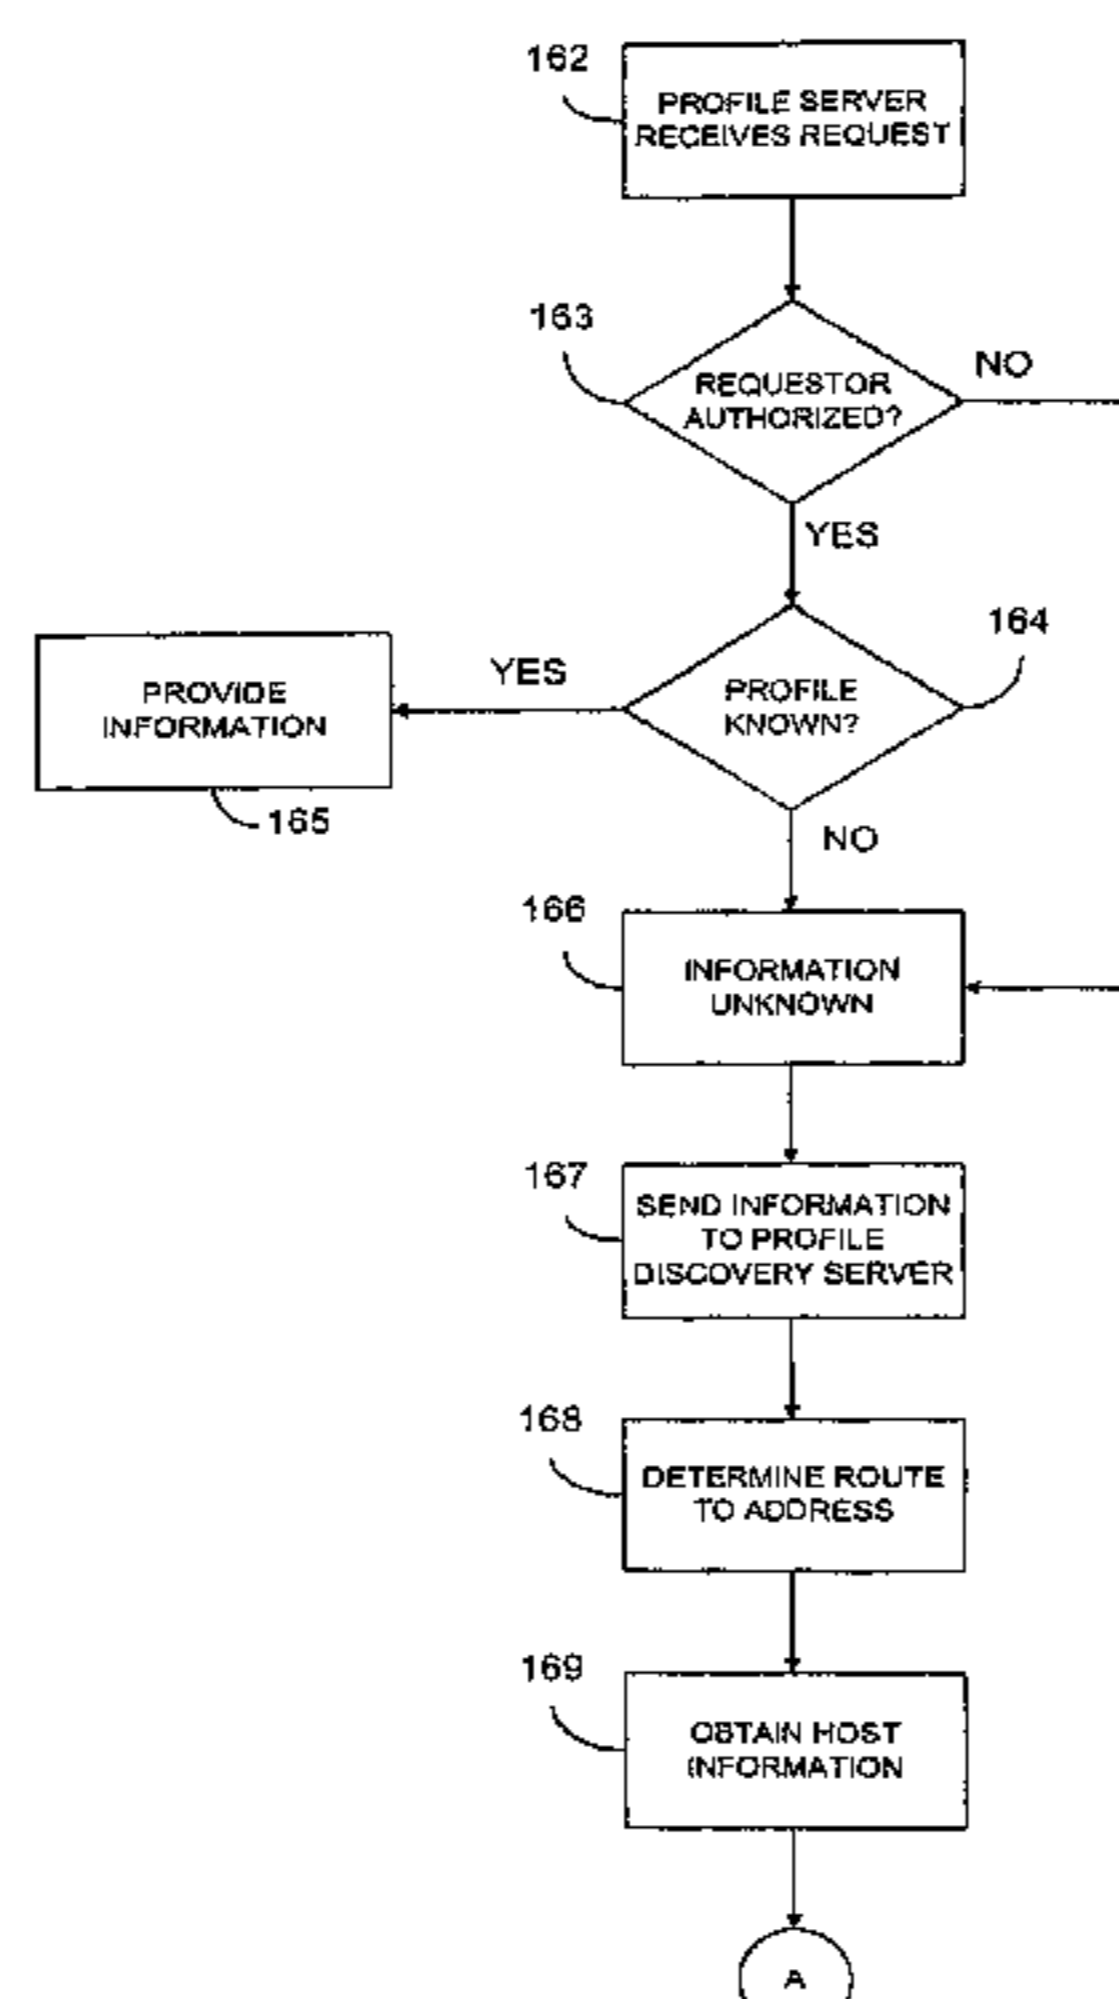 162
PROFILE SERVER
RECEIVES REQUEST
163
REQUESTOR
AUTHORIZED?
NO
YES
164
PROFILE
KNOWN?
YES
PROVIDE
INFORMATION
165
NO
166
INFORMATION
UNKNOWN
167
SEND INFORMATION
TO PROFILE
DISCOVERY SERVER
168
DETERMINE ROUTE
TO ADDRESS
169
OBTAIN HOST
INFORMATION
A